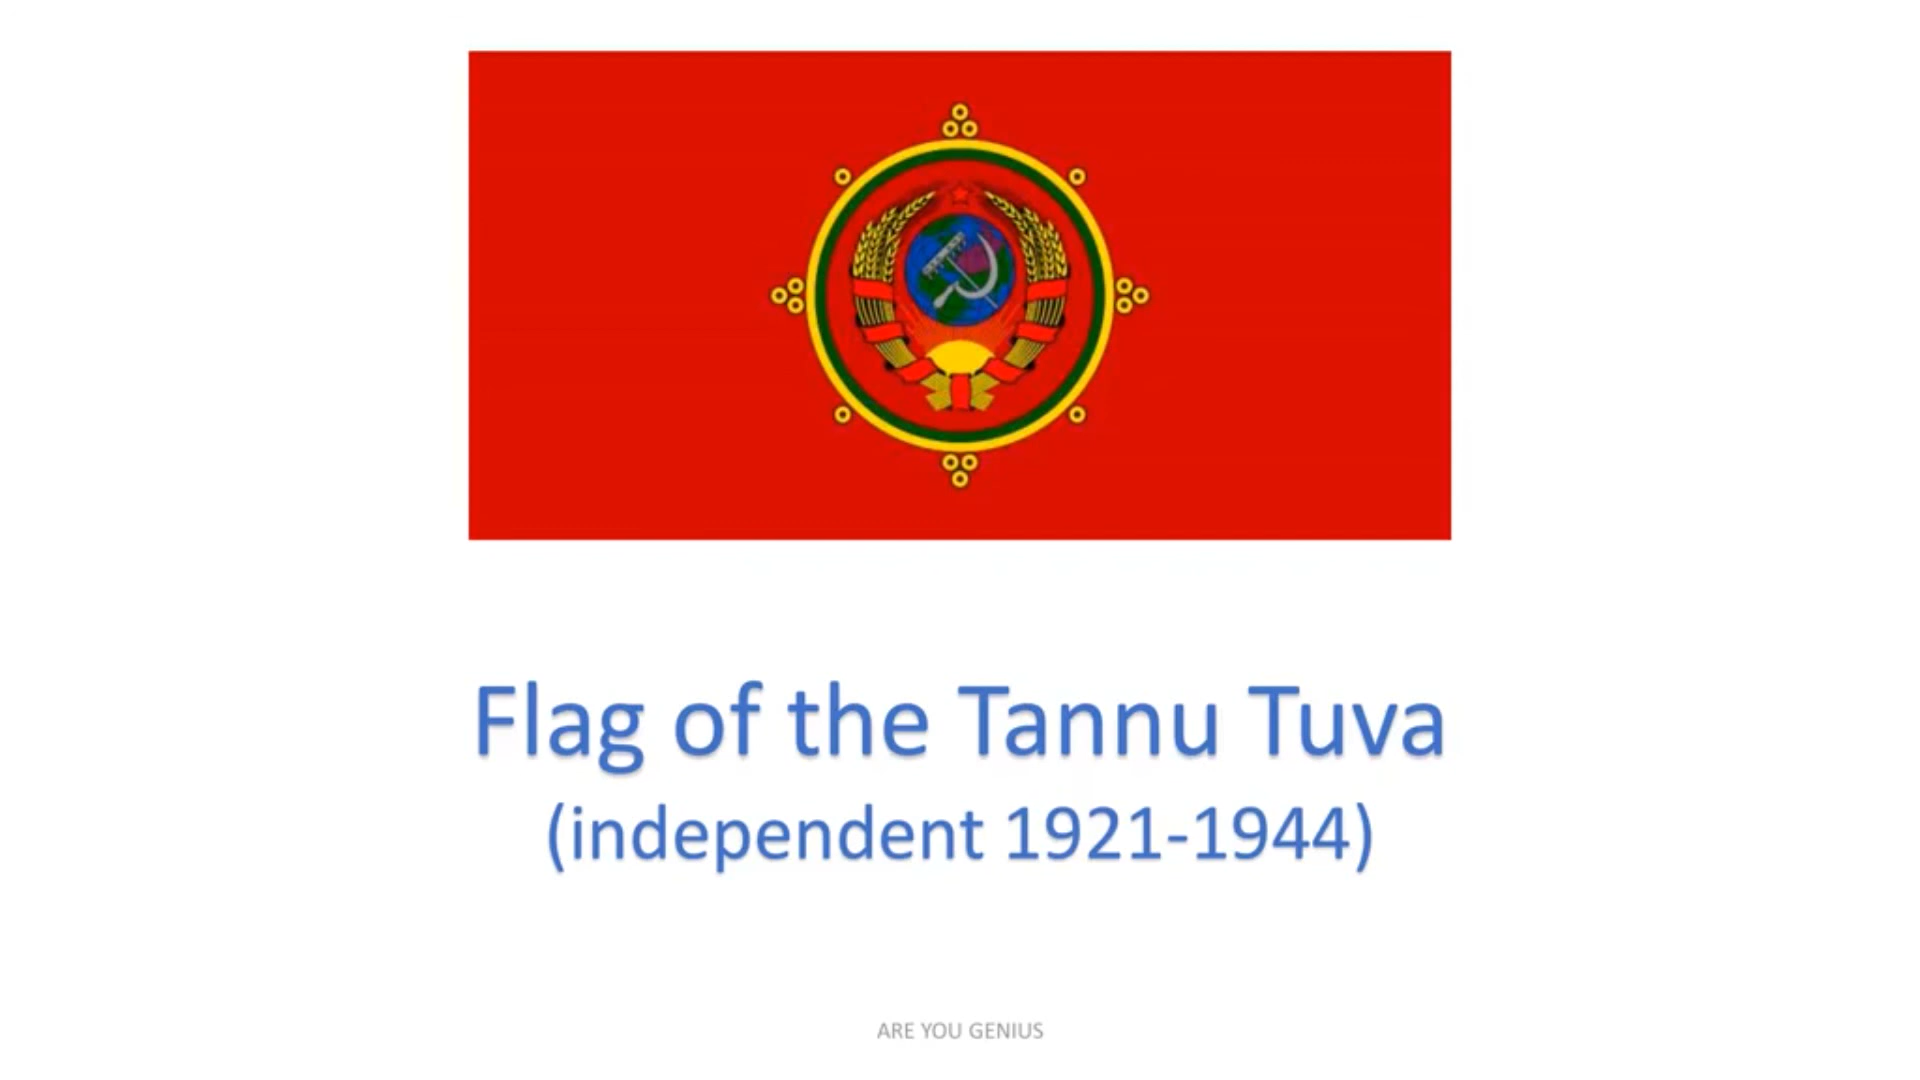 Flag of the Tannu Tuva
(independent 1921-1944)
ARE YOU GENIUS